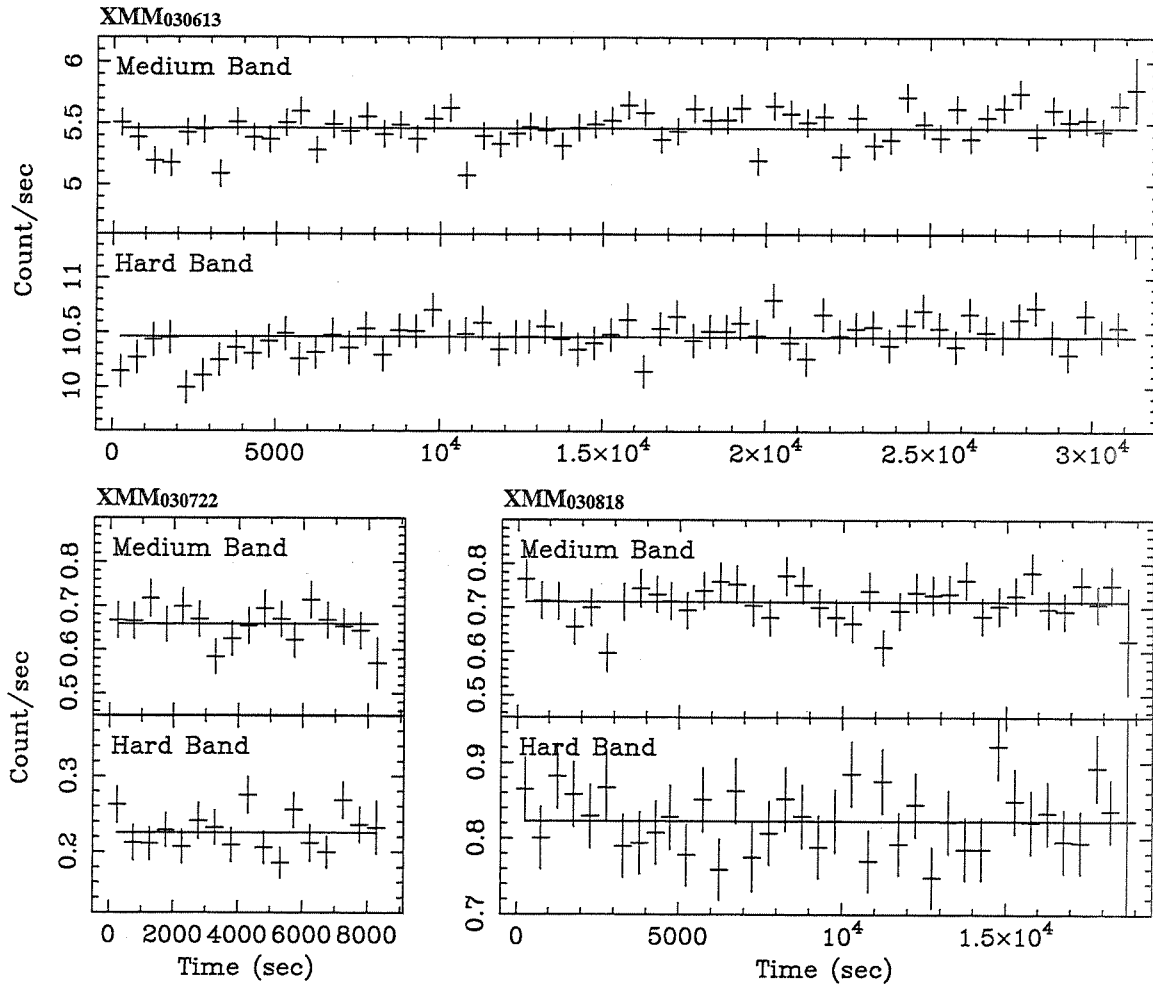 XMM030613
6
Medium Band
5.5
5
Count/sec
Hard Band
11
10.5
10
0 5000 10⁴ 1.5×10⁴ 2×10⁴ 2.5×10⁴ 3×10⁴
XMM030722
Medium Band
0.8
0.7
0.6
0.5
Count/sec
Hard Band
0.3
0.2
0 2000 4000 6000 8000
Time (sec)
XMM030818
Medium Band
0.8
0.7
0.6
0.5
Hard Band
0.9
0.8
0.7
0 5000 10⁴ 1.5×10⁴
Time (sec)